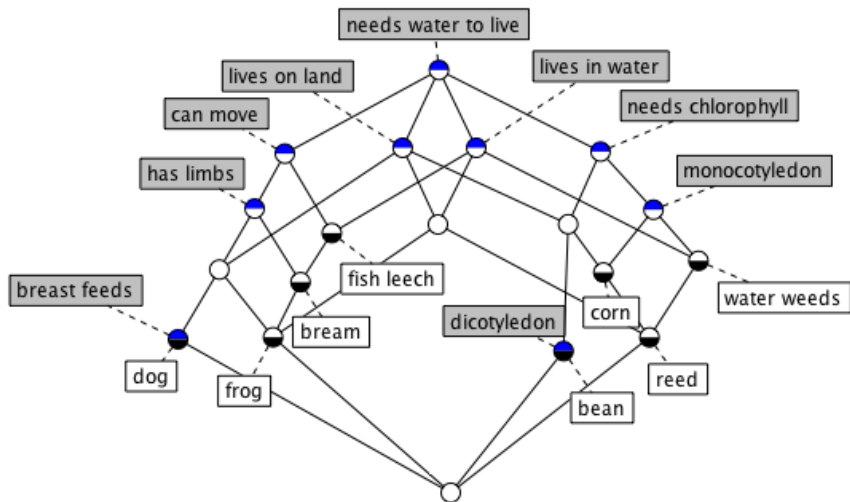 needs water to live
lives on land
lives in water
can move
needs chlorophyll
has limbs
monocotyledon
fish leech
breast feeds
water weeds
corn
bream
dicotyledon
dog
frog
reed
bean